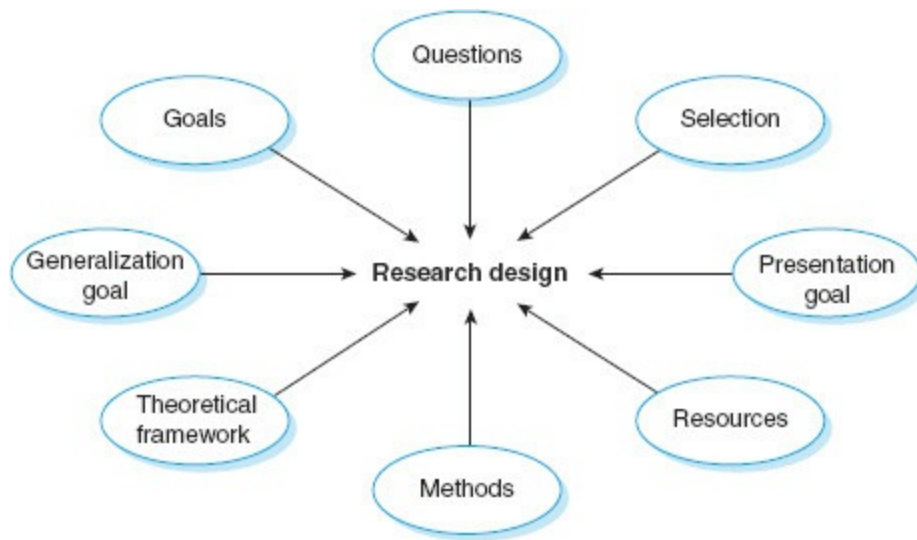 Questions
Goals
Selection
Generalization
goal
Research design
Presentation
goal
Theoretical
framework
Resources
Methods